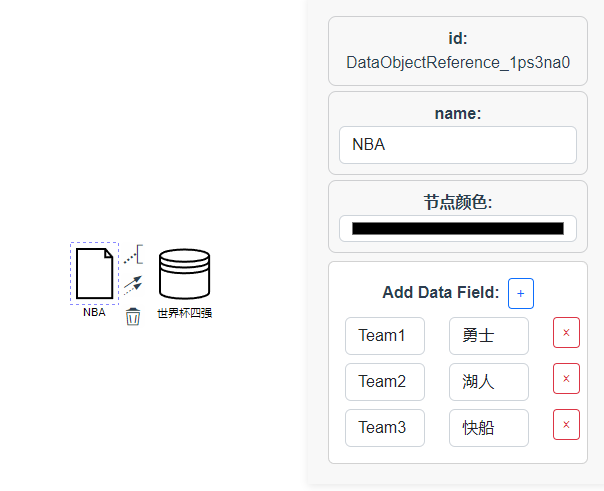 NBA
世界杯四强
id:
DataObjectReference_1ps3na0
name:
NBA
节点颜色:
Add Data Field: +
Team1 勇士 x
Team2 湖人 x
Team3 快船 x